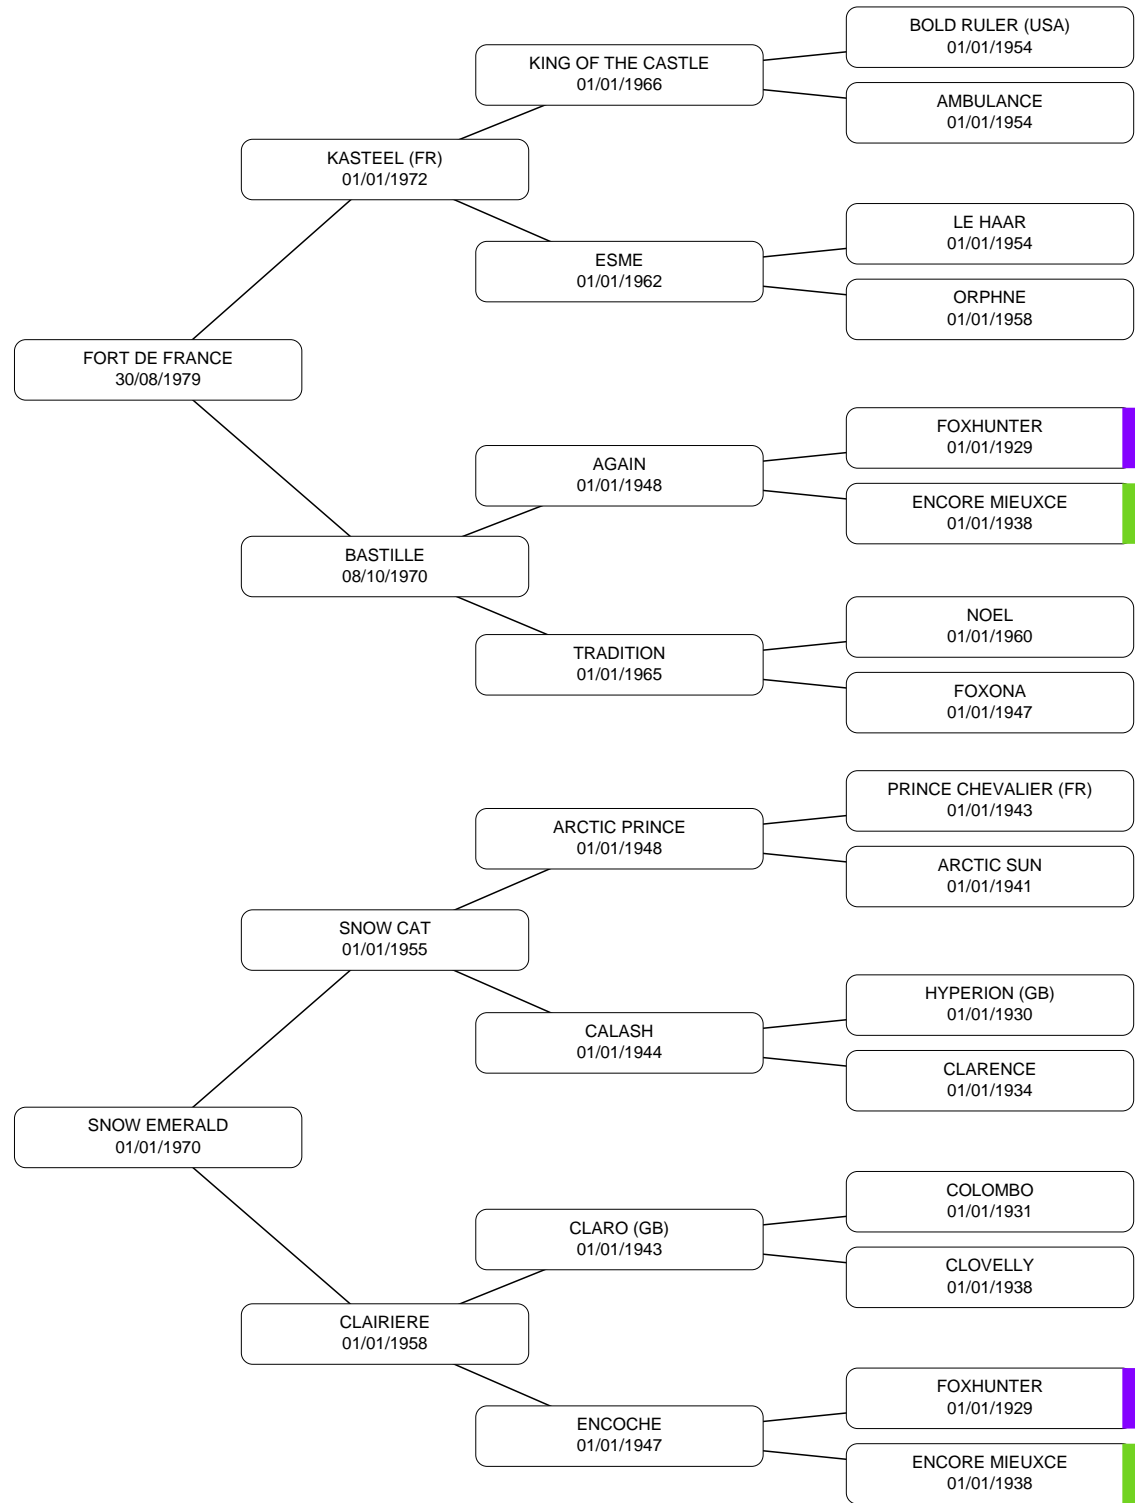 BOLD RULER (USA)
01/01/1954
KING OF THE CASTLE
01/01/1966
AMBULANCE
01/01/1954
KASTEEL (FR)
01/01/1972
LE HAAR
01/01/1954
ESME
01/01/1962
ORPHNE
01/01/1958
FORT DE FRANCE
30/08/1979
FOXHUNTER
01/01/1929
AGAIN
01/01/1948
ENCORE MIEUXCE
01/01/1938
BASTILLE
08/10/1970
NOEL
01/01/1960
TRADITION
01/01/1965
FOXONA
01/01/1947
PRINCE CHEVALIER (FR)
01/01/1943
ARCTIC PRINCE
01/01/1948
ARCTIC SUN
01/01/1941
SNOW CAT
01/01/1955
HYPERION (GB)
01/01/1930
CALASH
01/01/1944
CLARENCE
01/01/1934
SNOW EMERALD
01/01/1970
COLOMBO
01/01/1931
CLARO (GB)
01/01/1943
CLOVELLY
01/01/1938
CLAIRIERE
01/01/1958
FOXHUNTER
01/01/1929
ENCOCHE
01/01/1947
ENCORE MIEUXCE
01/01/1938